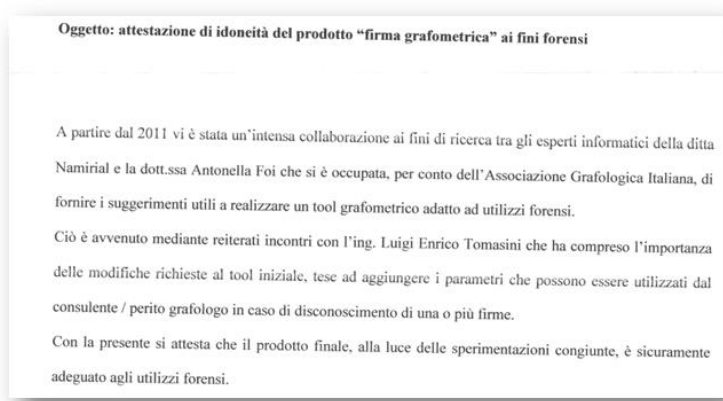 Oggetto: attestazione di idoneità del prodotto “firma grafometrica” ai fini forensi
A partire dal 2011 vi è stata un’intensa collaborazione ai fini di ricerca tra gli esperti informatici della ditta
Namirial e la dott.ssa Antonella Foi che si è occupata, per conto dell’Associazione Grafologica Italiana, di
fornire i suggerimenti utili a realizzare un tool grafometrico adatto ad utilizzi forensi.
Ciò è avvenuto mediante reiterati incontri con l’ing. Luigi Enrico Tomasini che ha compreso l’importanza
delle modifiche richieste al tool iniziale, tese ad aggiungere i parametri che possono essere utilizzati dal
consulente / perito grafologo in caso di disconoscimento di una o più firme.
Con la presente si attesta che il prodotto finale, alla luce delle sperimentazioni congiunte, è sicuramente
adeguato agli utilizzi forensi.